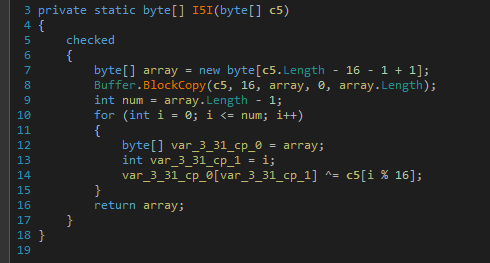 3 private static byte[] I5I(byte[] c5)
4 {
5 checked
6 {
7 byte[] array = new byte[c5.Length - 16 - 1 + 1];
8 Buffer.BlockCopy(c5, 16, array, 0, array.Length);
9 int num = array.Length - 1;
10 for (int i = 0; i <= num; i++)
11 {
12 byte[] var_3_31_cp_0 = array;
13 int var_3_31_cp_1 = i;
14 var_3_31_cp_0[var_3_31_cp_1] ^= c5[i % 16];
15 }
16 return array;
17 }
18 }
19